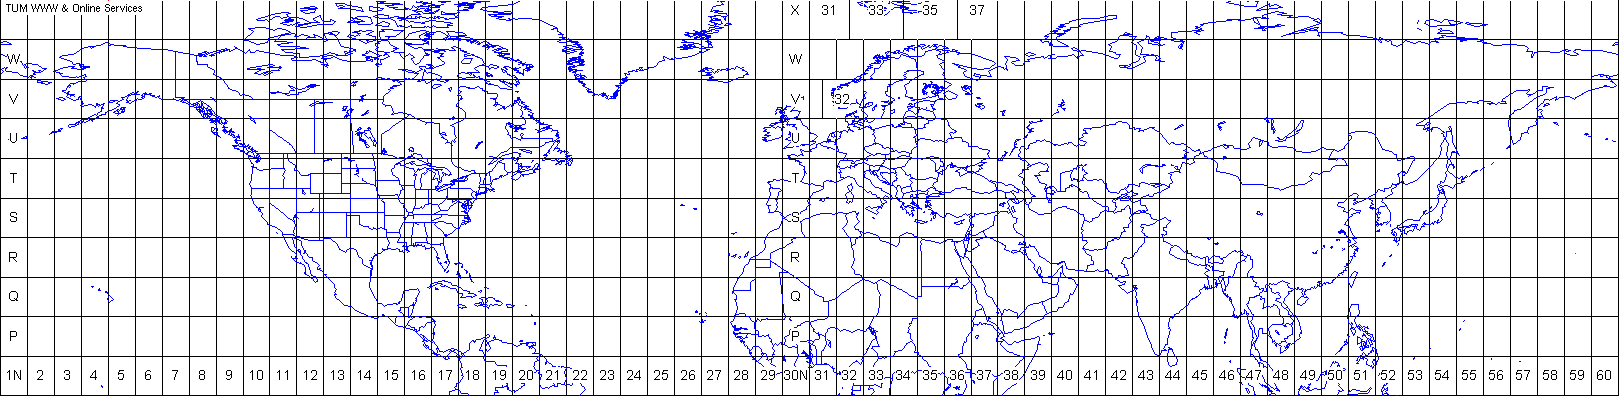 TUM WWW & Online Services X 31 33 35 37
W W
V V 32
U U
T T
S S
R R
Q Q
P P
1N 2 3 4 5 6 7 8 9 10 11 12 13 14 15 16 17 18 19 20 21 22 23 24 25 26 27 28 29 30N 31 32 33 34 35 36 37 38 39 40 41 42 43 44 45 46 47 48 49 50 51 52 53 54 55 56 57 58 59 60